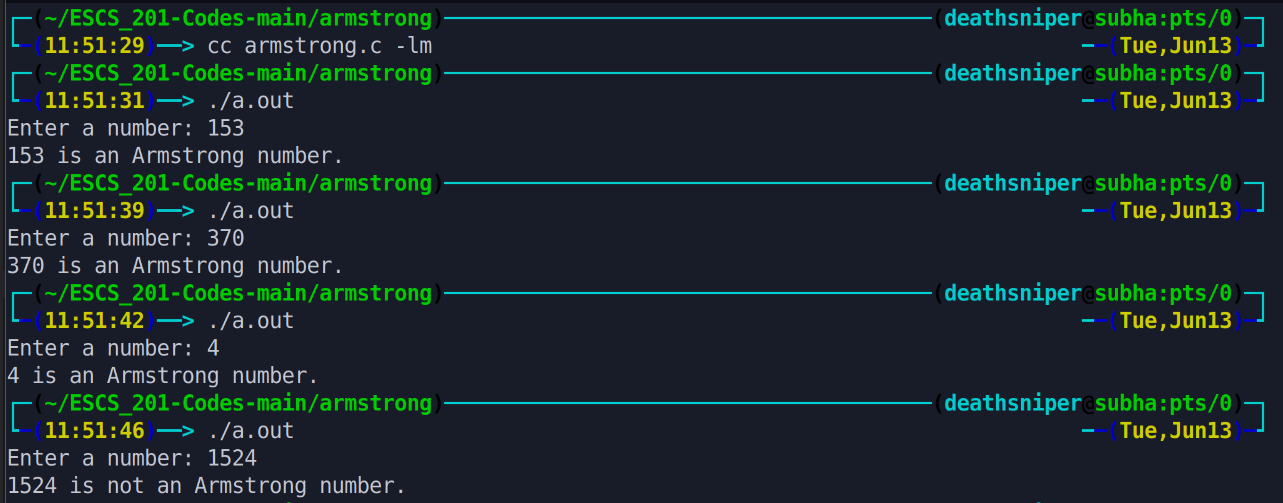 (~/ESCS_201-Codes-main/armstrong) (deathsniper@subha:pts/0)
(11:51:29)—> cc armstrong.c -lm (Tue,Jun13)
(~/ESCS_201-Codes-main/armstrong) (deathsniper@subha:pts/0)
(11:51:31)—> ./a.out (Tue,Jun13)
Enter a number: 153
153 is an Armstrong number.
(~/ESCS_201-Codes-main/armstrong) (deathsniper@subha:pts/0)
(11:51:39)—> ./a.out (Tue,Jun13)
Enter a number: 370
370 is an Armstrong number.
(~/ESCS_201-Codes-main/armstrong) (deathsniper@subha:pts/0)
(11:51:42)—> ./a.out (Tue,Jun13)
Enter a number: 4
4 is an Armstrong number.
(~/ESCS_201-Codes-main/armstrong) (deathsniper@subha:pts/0)
(11:51:46)—> ./a.out (Tue,Jun13)
Enter a number: 1524
1524 is not an Armstrong number.